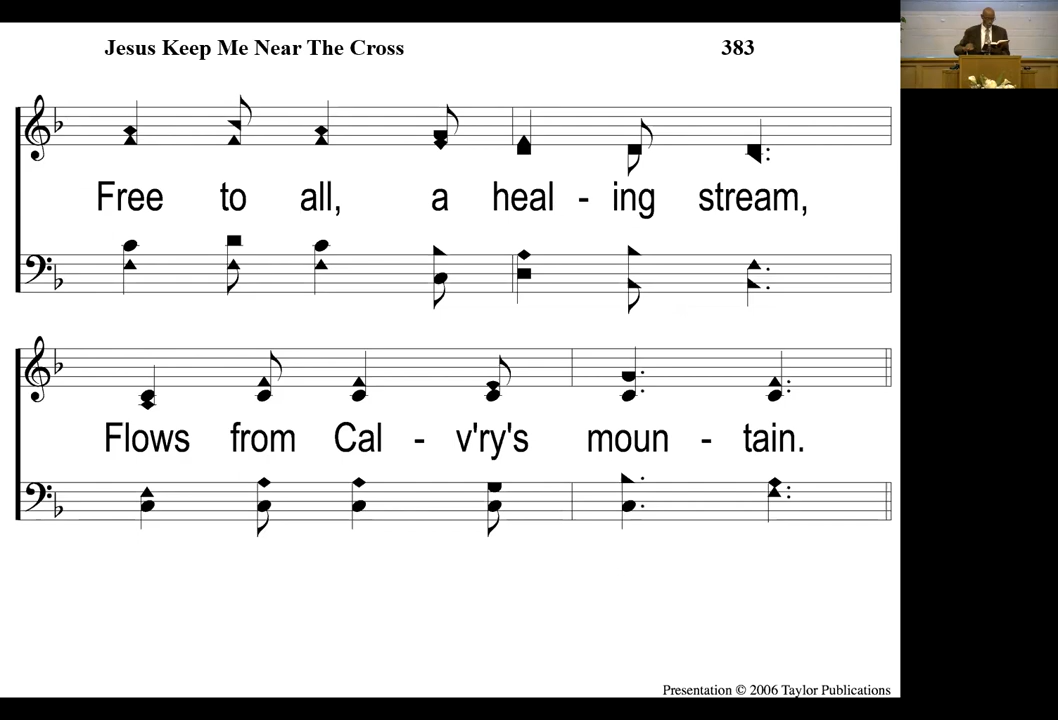 Jesus Keep Me Near The Cross 383
Free to all, a heal - ing stream,
Flows from Cal - v'ry's moun - tain.
Presentation © 2006 Taylor Publications